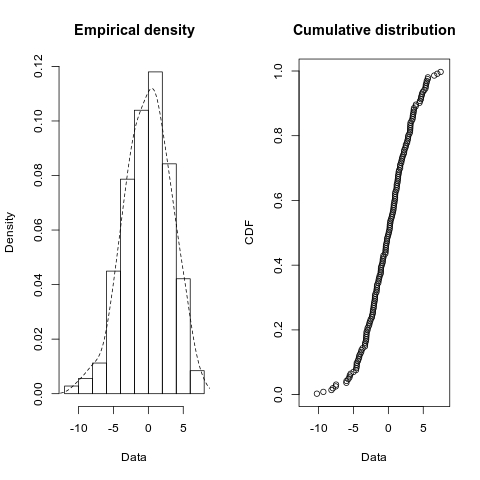 Empirical density
Density
0.00 0.02 0.04 0.06 0.08 0.10 0.12
-10 -5 0 5
Data
Cumulative distribution
CDF
0.0 0.2 0.4 0.6 0.8 1.0
-10 -5 0 5
Data